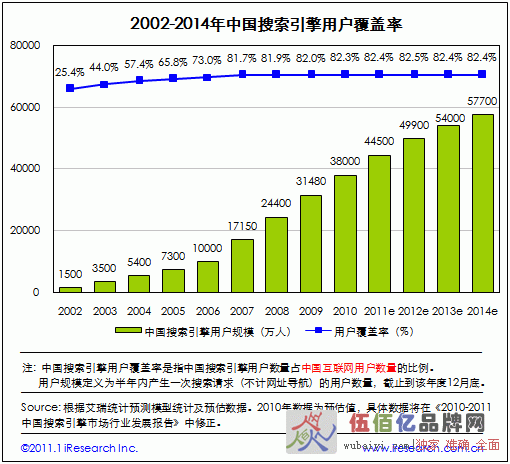 2002-2014年中国搜索引擎用户覆盖率
80000
60000
40000
20000
0
25.4% 44.0% 57.4% 65.8% 73.0% 81.7% 81.9% 82.0% 82.3% 82.4% 82.5% 82.4% 82.4%
1500 3500 5400 7300 10000 17150 24400 31480 38000 44500 49900 54000 57700
2002 2003 2004 2005 2006 2007 2008 2009 2010 2011e 2012e 2013e 2014e
中国搜索引擎用户规模（万人） 用户覆盖率（%）
注：中国搜索引擎用户覆盖率是指中国搜索引擎用户数量占中国互联网用户数量的比例。
用户规模定义为半年内产生一次搜索请求（不计网址导航）的用户数量，截止到该年度12月底。
Source:根据艾瑞统计预测模型统计及预估数据。2010年数据为预估值，具体数据将在《2010-2011
中国搜索引擎市场行业发展报告》中修正。
©2011.1 iResearch Inc. www.iresearch.com.cn
伍佰亿品牌网
wubaiyi.com 独家 准确 全面